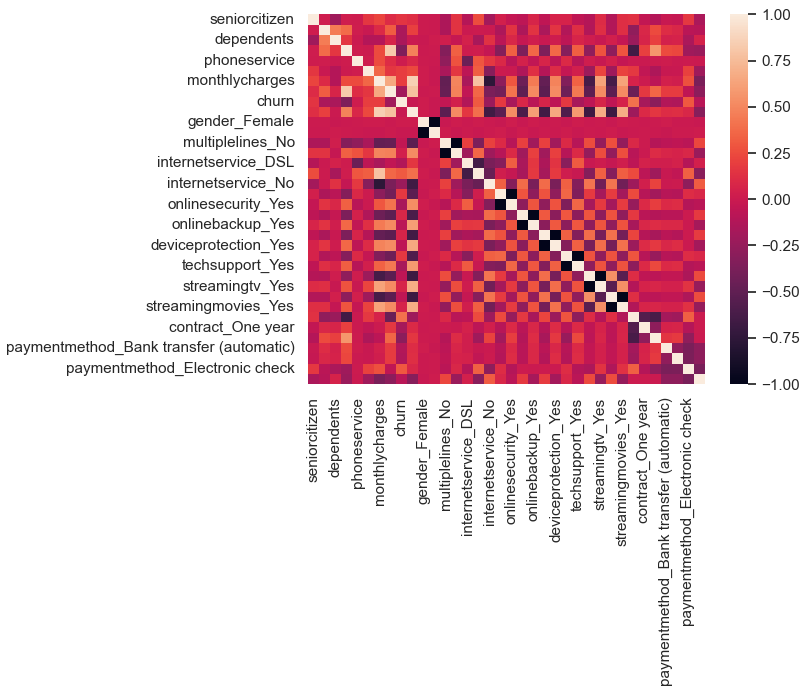 seniorcitizen
dependents
phoneservice
monthlycharges
churn
gender_Female
multiplelines_No
internetservice_DSL
internetservice_No
onlinesecurity_Yes
onlinebackup_Yes
deviceprotection_Yes
techsupport_Yes
streamingtv_Yes
streamingmovies_Yes
contract_One year
paymentmethod_Bank transfer (automatic)
paymentmethod_Electronic check
1.00
0.75
0.50
0.25
0.00
−0.25
−0.50
−0.75
−1.00
seniorcitizen
dependents
phoneservice
monthlycharges
churn
gender_Female
multiplelines_No
internetservice_DSL
internetservice_No
onlinesecurity_Yes
onlinebackup_Yes
deviceprotection_Yes
techsupport_Yes
streamingtv_Yes
streamingmovies_Yes
contract_One year
paymentmethod_Bank transfer (automatic)
paymentmethod_Electronic check